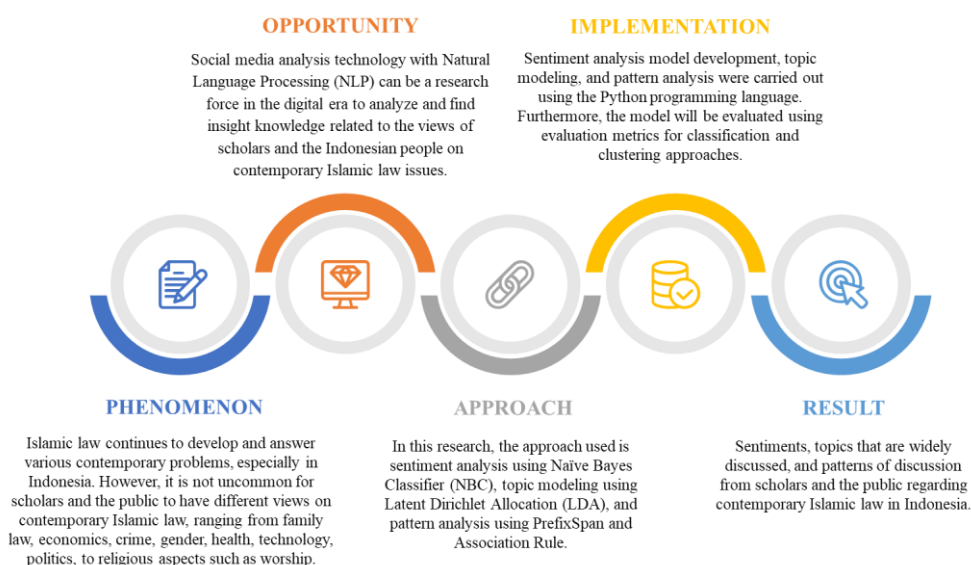 OPPORTUNITY
Social media analysis technology with Natural
Language Processing (NLP) can be a research
force in the digital era to analyze and find
insight knowledge related to the views of
scholars and the Indonesian people on
contemporary Islamic law issues.
IMPLEMENTATION
Sentiment analysis model development, topic
modeling, and pattern analysis were carried out
using the Python programming language.
Furthermore, the model will be evaluated using
evaluation metrics for classification and
clustering approaches.
PHENOMENON
Islamic law continues to develop and answer
various contemporary problems, especially in
Indonesia. However, it is not uncommon for
scholars and the public to have different views on
contemporary Islamic law, ranging from family
law, economics, crime, gender, health, technology,
politics, to religious aspects such as worship.
APPROACH
In this research, the approach used is
sentiment analysis using Naïve Bayes
Classifier (NBC), topic modeling using
Latent Dirichlet Allocation (LDA), and
pattern analysis using PrefixSpan and
Association Rule.
RESULT
Sentiments, topics that are widely
discussed, and patterns of discussion
from scholars and the public regarding
contemporary Islamic law in Indonesia.